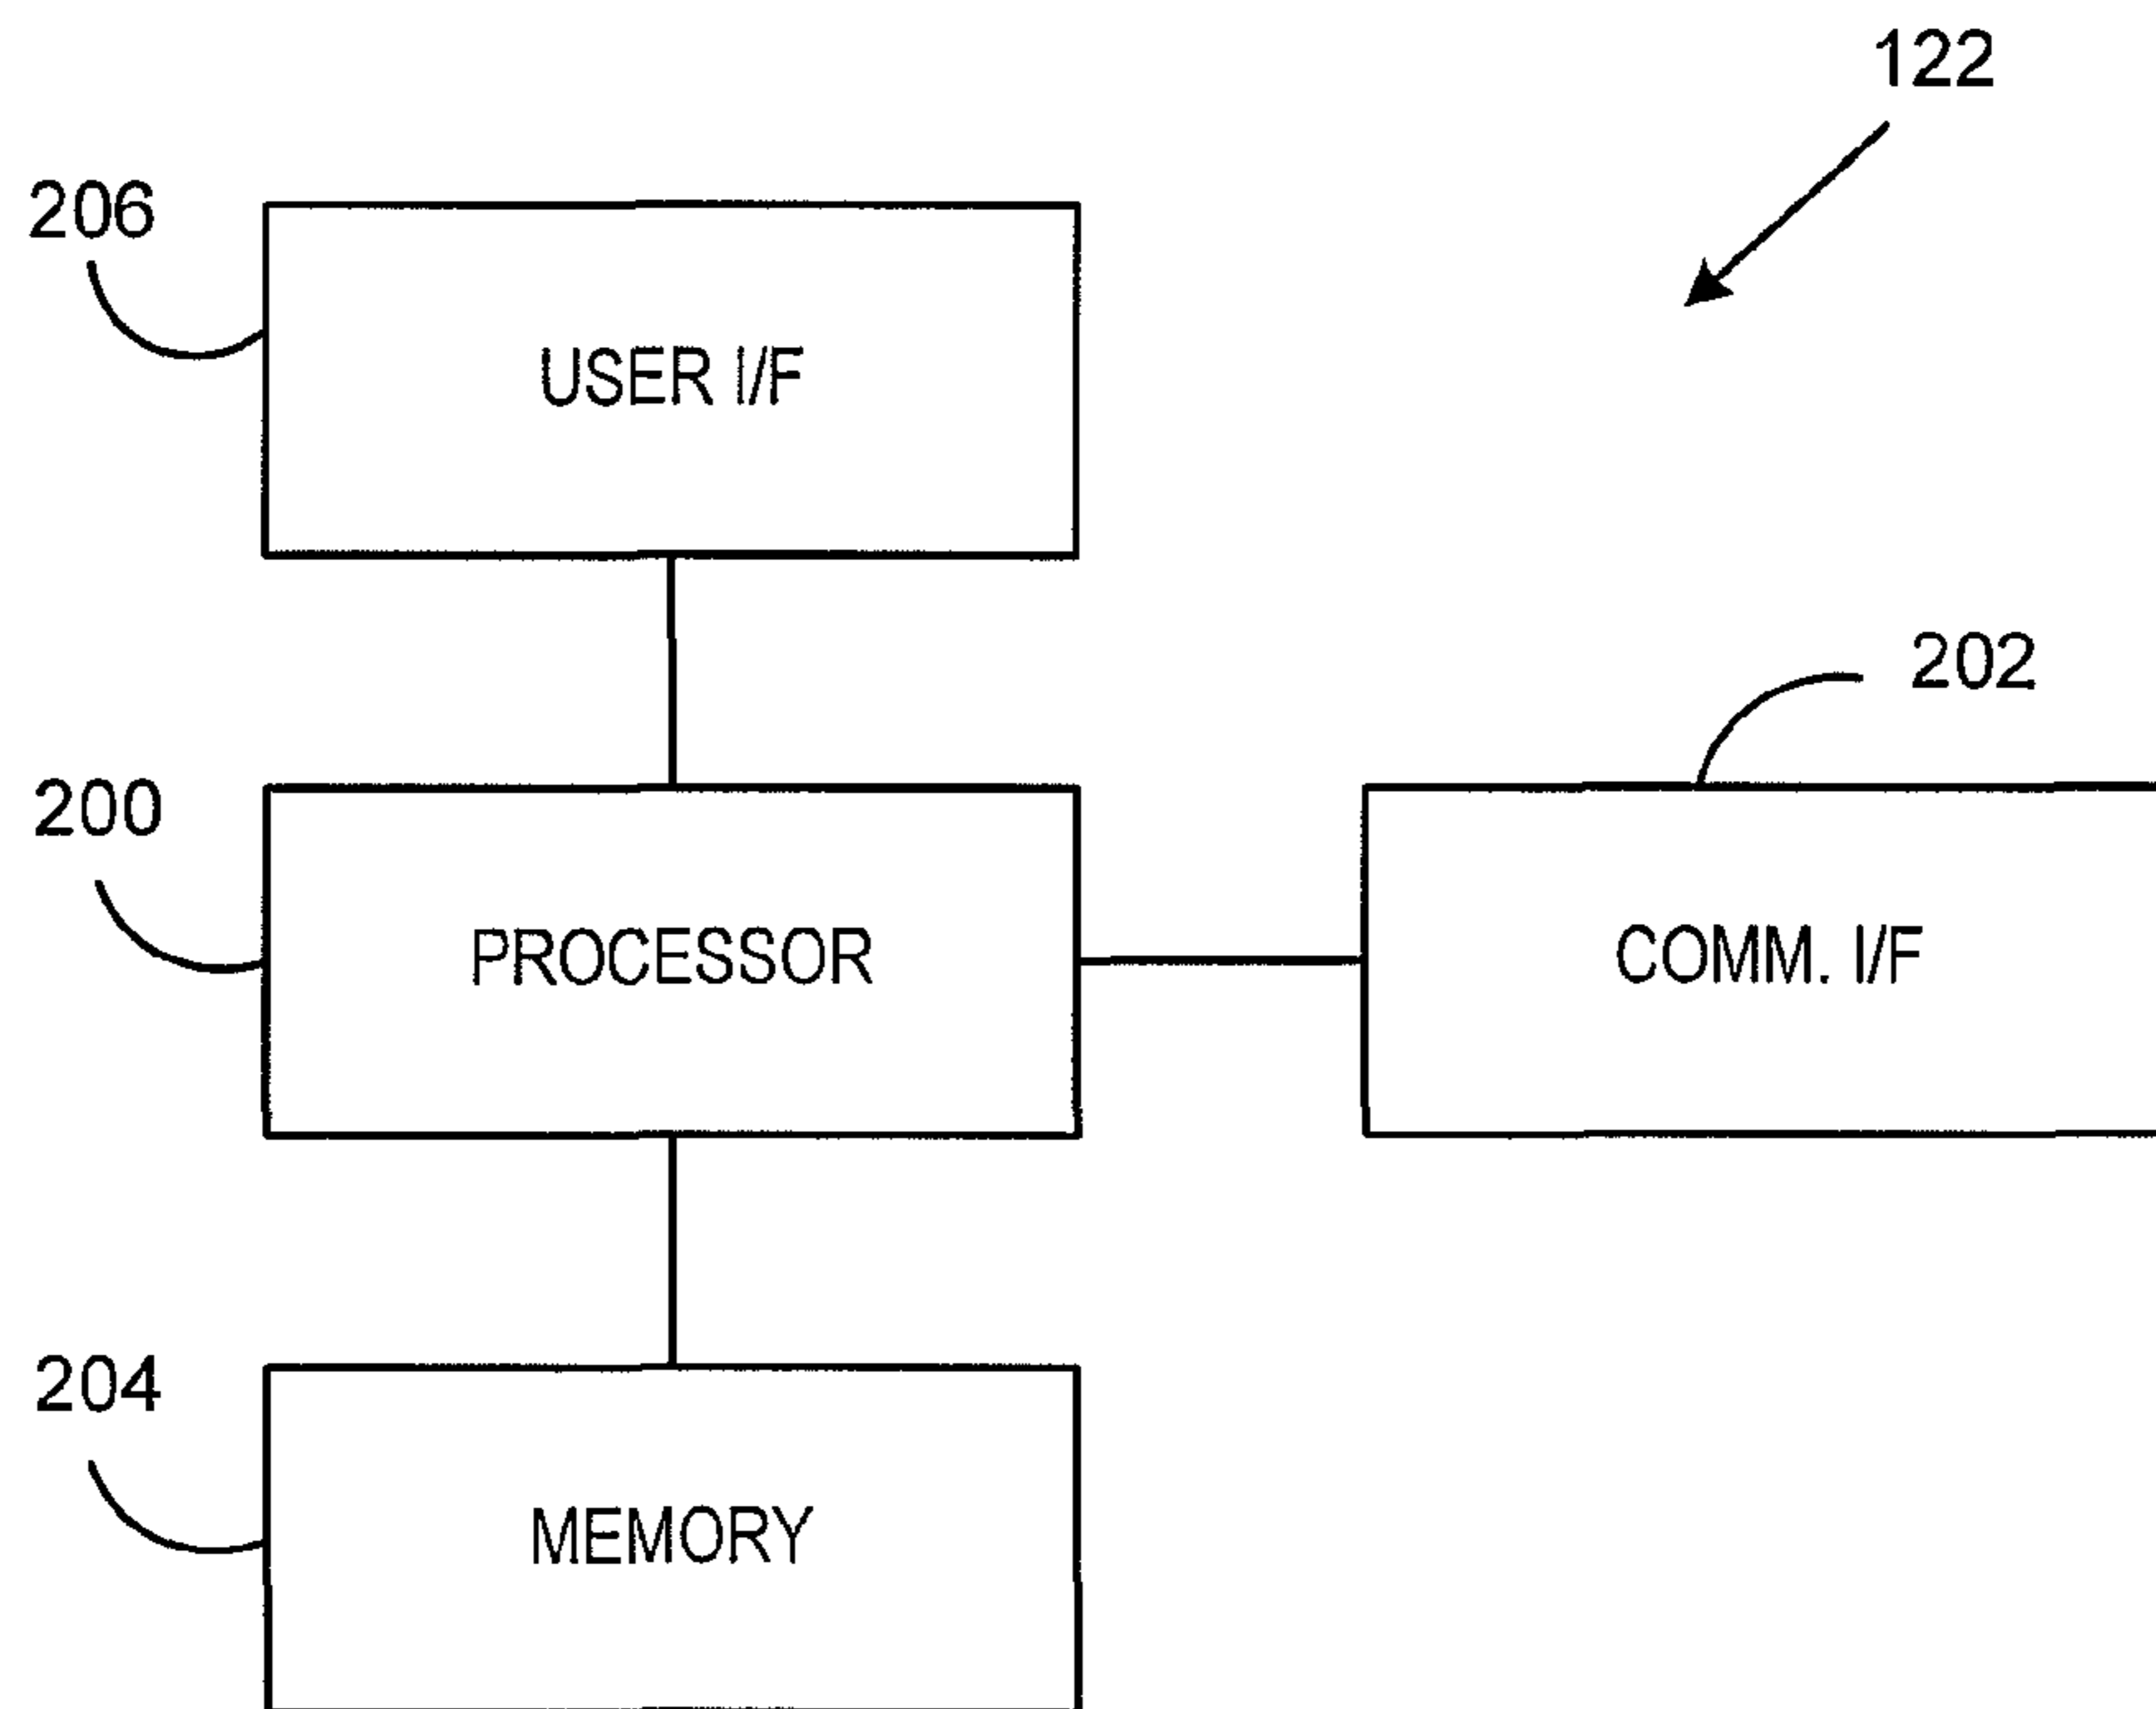 122
206
USER I/F
202
200
PROCESSOR
COMM. I/F
204
MEMORY